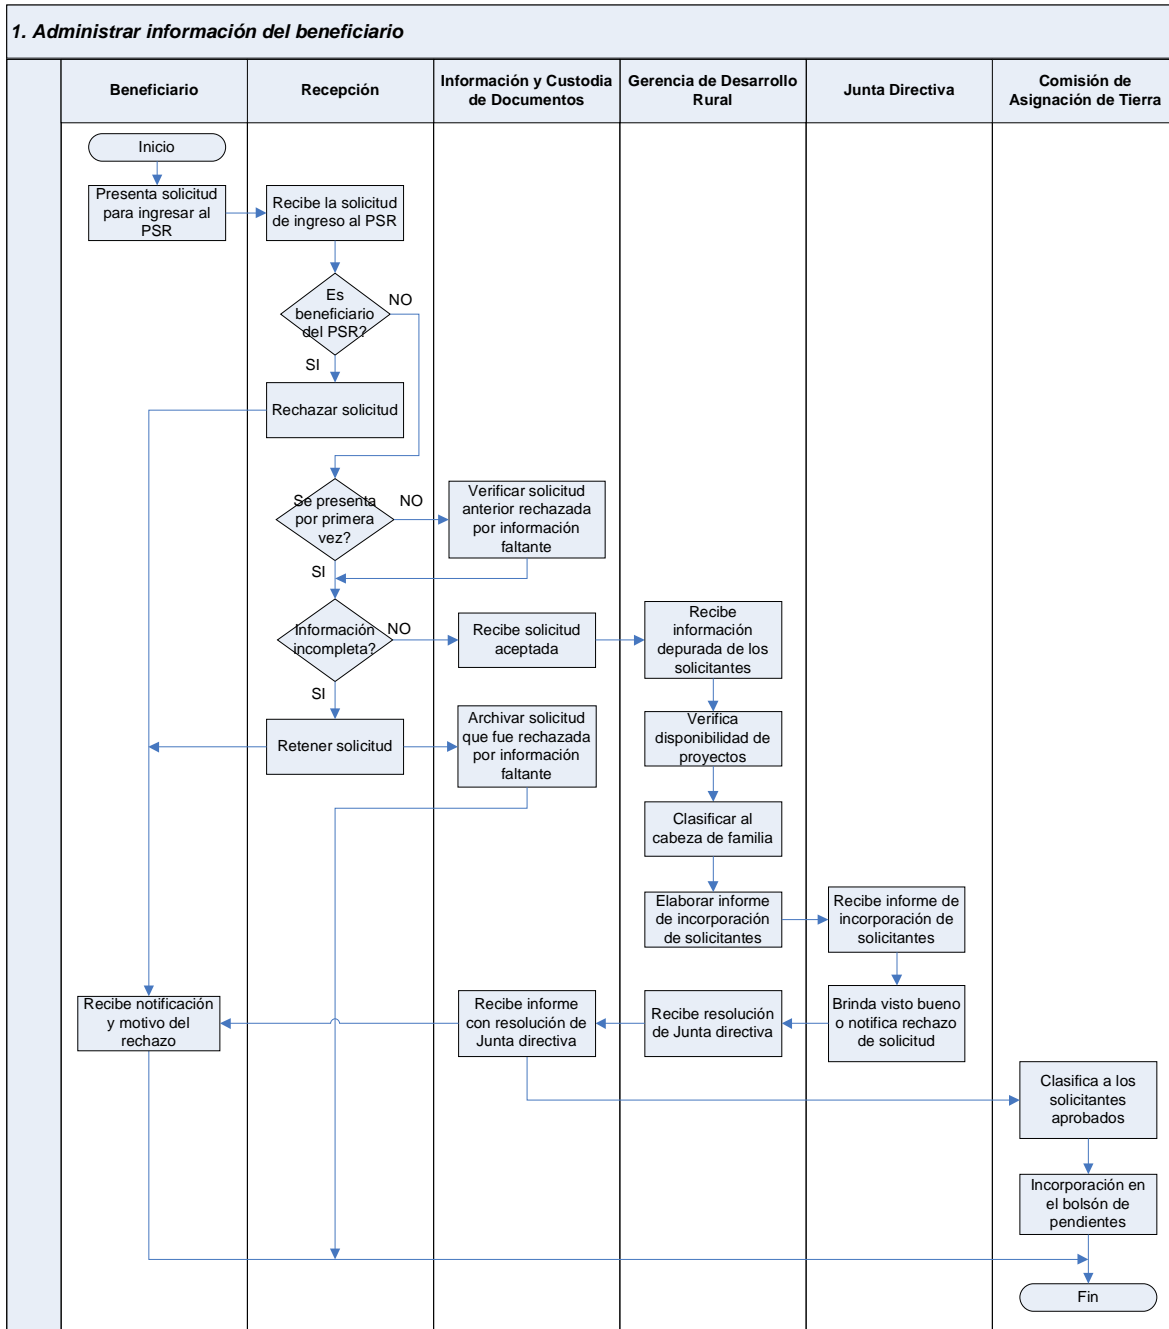 1. Administrar información del beneficiario
Beneficiario
Recepción
Información y Custodia
de Documentos
Gerencia de Desarrollo
Rural
Junta Directiva
Comisión de
Asignación de Tierra
Inicio
Presenta solicitud
para ingresar al
PSR
Recibe la solicitud
de ingreso al PSR
Es
beneficiario
del PSR?
NO
SI
Rechazar solicitud
Se presenta
por primera
vez?
NO
SI
Verificar solicitud
anterior rechazada
por información
faltante
Información
incompleta?
NO
SI
Recibe solicitud
aceptada
Recibe
información
depurada de los
solicitantes
Retener solicitud
Archivar solicitud
que fue rechazada
por información
faltante
Verifica
disponibilidad de
proyectos
Clasificar al
cabeza de familia
Elaborar informe
de incorporación
de solicitantes
Recibe informe de
incorporación de
solicitantes
Recibe notificación
y motivo del
rechazo
Recibe informe
con resolución de
Junta directiva
Recibe resolución
de Junta directiva
Brinda visto bueno
o notifica rechazo
de solicitud
Clasifica a los
solicitantes
aprobados
Incorporación en
el bolsón de
pendientes
Fin